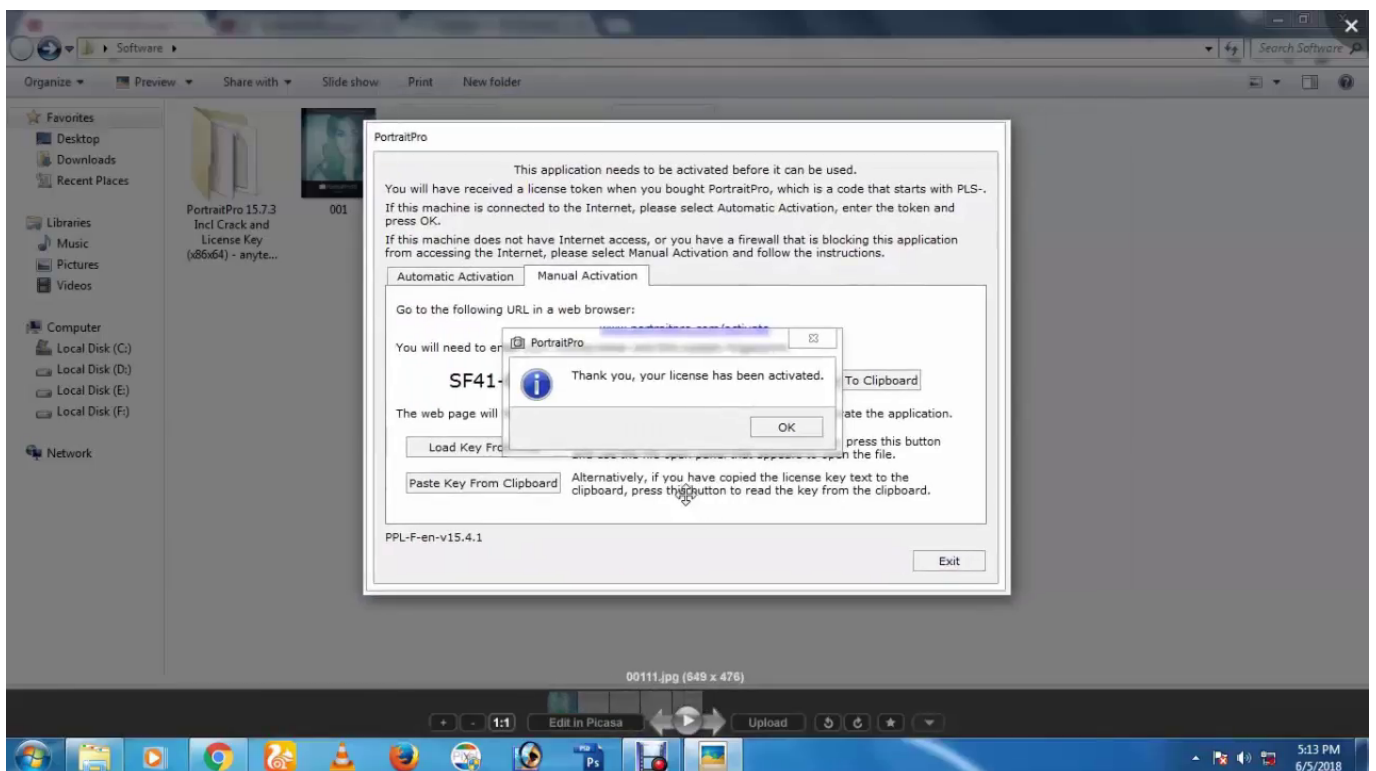 Software
Search Software
Organize
Preview
Share with
Slide show
Print
New folder
Favorites
Desktop
Downloads
Recent Places
Libraries
Music
Pictures
Videos
Computer
Local Disk (C:)
Local Disk (D:)
Local Disk (E:)
Local Disk (F:)
Network
PortraitPro 15.7.3
Incl Crack and
License Key
(x86x64) - anyte...
001
PortraitPro
This application needs to be activated before it can be used.
You will have received a license token when you bought PortraitPro, which is a code that starts with PLS-.
If this machine is connected to the Internet, please select Automatic Activation, enter the token and
press OK.
If this machine does not have Internet access, or you have a firewall that is blocking this application
from accessing the Internet, please select Manual Activation and follow the instructions.
Automatic Activation
Manual Activation
Go to the following URL in a web browser:
You will need to en
SF41-
To Clipboard
The web page will
ate the application.
PortraitPro
Thank you, your license has been activated.
OK
Load Key Fro
press this button
the file.
Paste Key From Clipboard
Alternatively, if you have copied the license key text to the
clipboard, press this button to read the key from the clipboard.
PPL-F-en-v15.4.1
Exit
00111.jpg (649 x 476)
1:1
Edit in Picasa
Upload
Ps
5:13 PM
6/5/2018